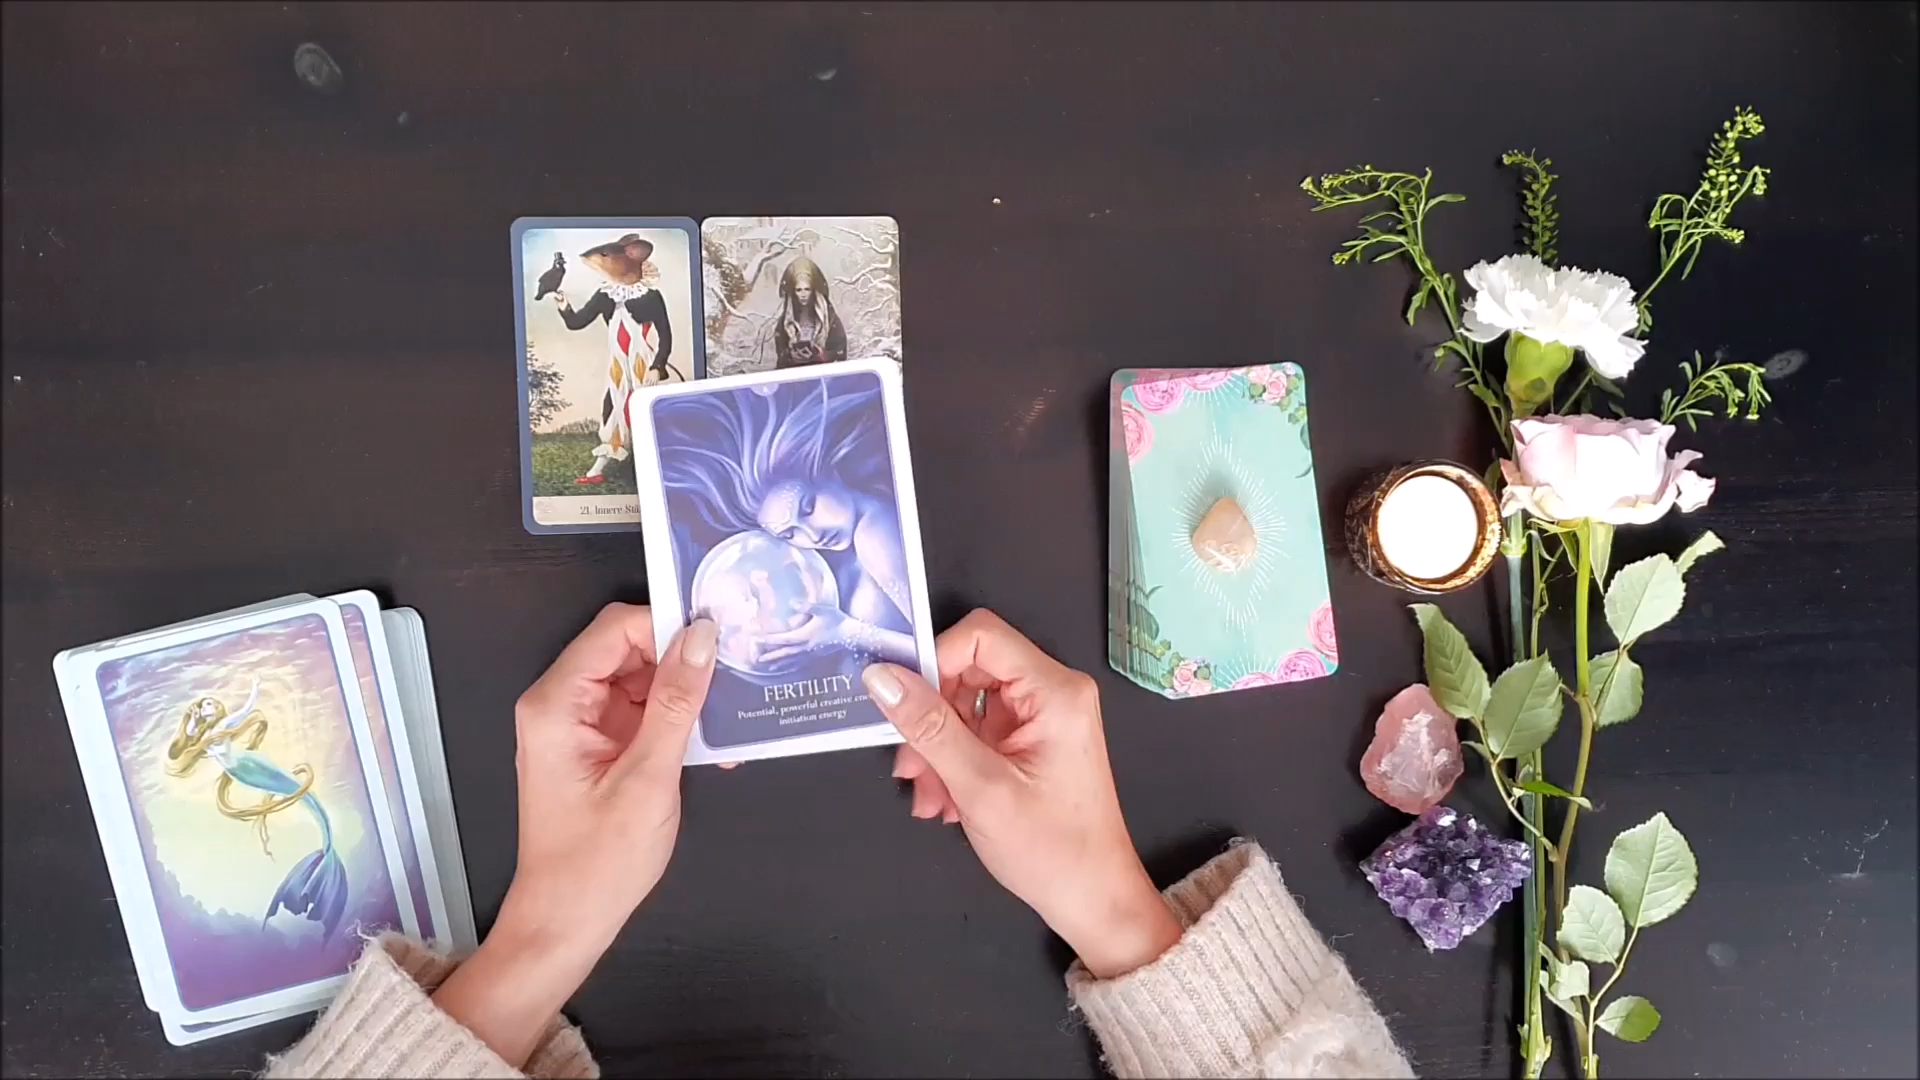 21. Innere
FERTILITY
Potential, powerful creative
initiation energy